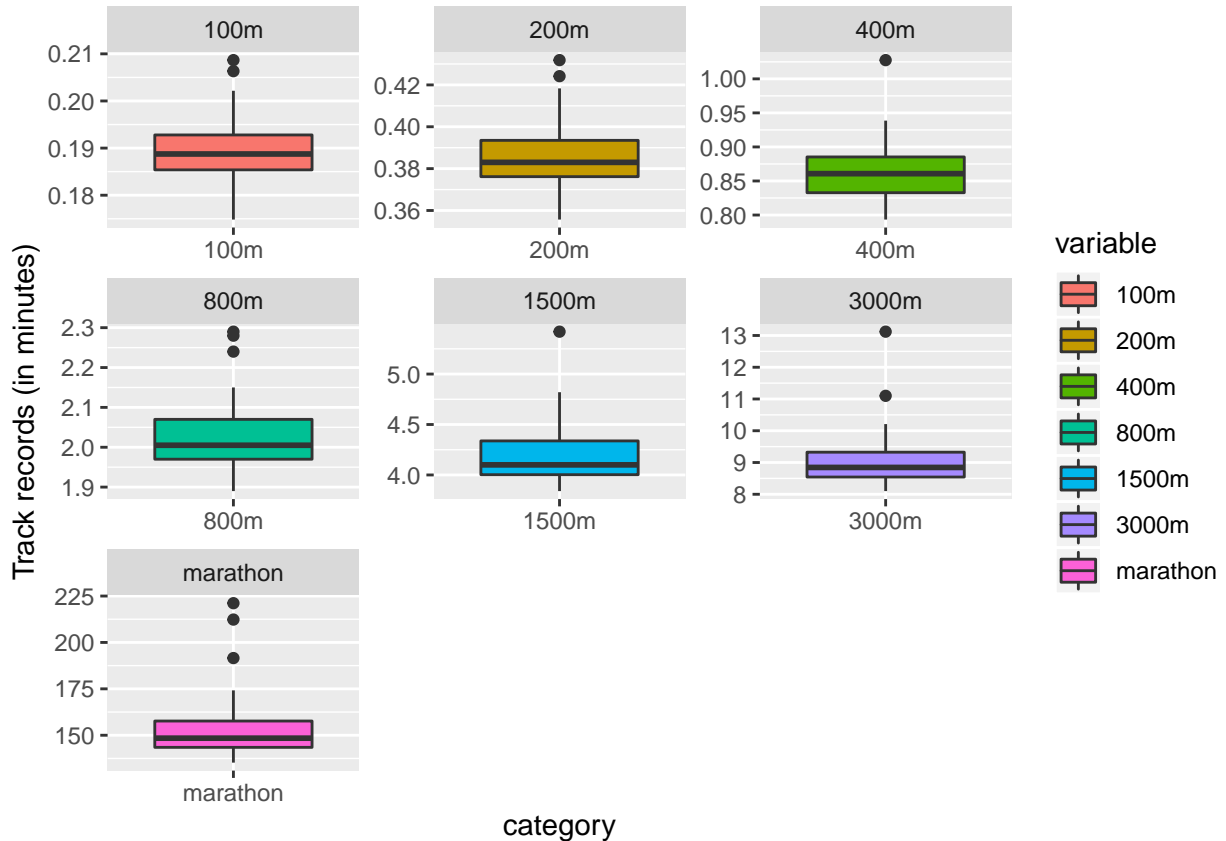 100m
200m
400m
0.21
0.20
0.19
0.18
100m
0.42
0.40
0.38
0.36
200m
1.00
0.95
0.90
0.85
0.80
400m
Track records (in minutes)
800m
1500m
3000m
2.3
2.2
2.1
2.0
1.9
800m
5.0
4.5
4.0
1500m
13
12
11
10
9
8
3000m
marathon
225
200
175
150
marathon
category
variable
100m
200m
400m
800m
1500m
3000m
marathon